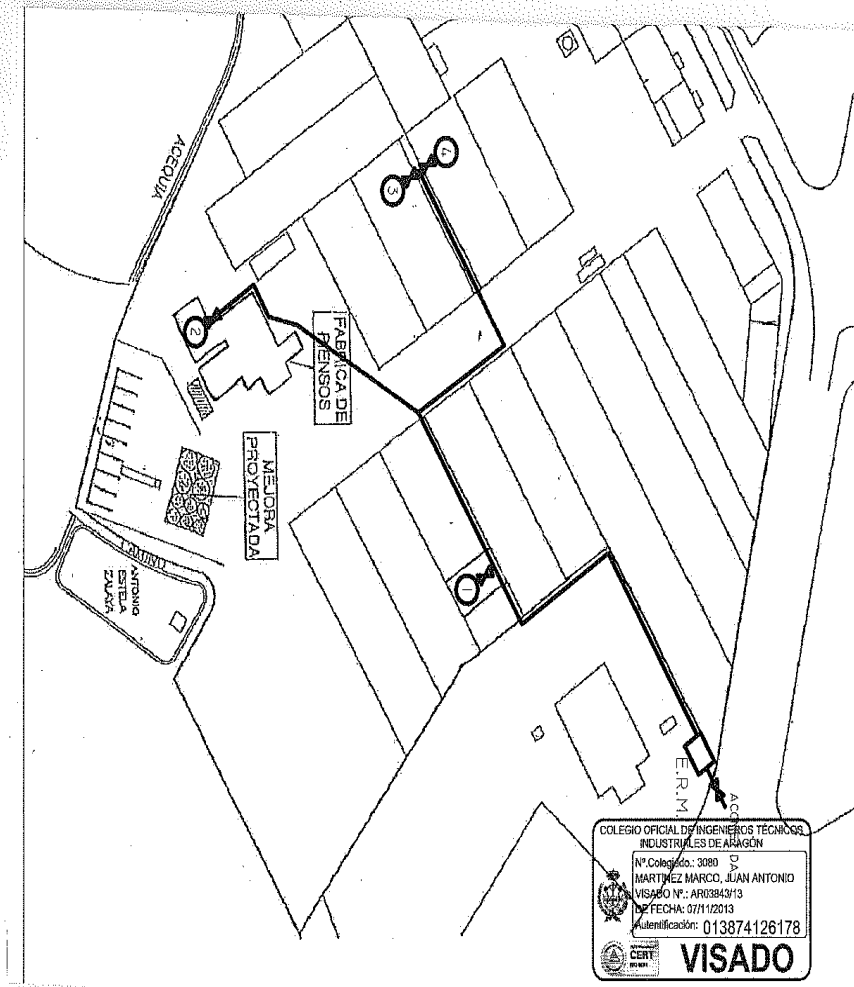 ACEQUIA
4
3
2
FABRICA DE
PIENSOS
MEJORA
PROYECTADA
CAMINO
ANTONIO
ESTELA
ZALAYA
1
E.R.M.
COLEGIO OFICIAL DE INGENIEROS TÉCNICOS
INDUSTRIALES DE ARAGÓN
Nº.Colegiado.: 3080
MARTINEZ MARCO, JUAN ANTONIO
VISADO Nº.: AR03843/13
DE FECHA: 07/11/2013
Autentificación: 013874126178
CERT
VISADO